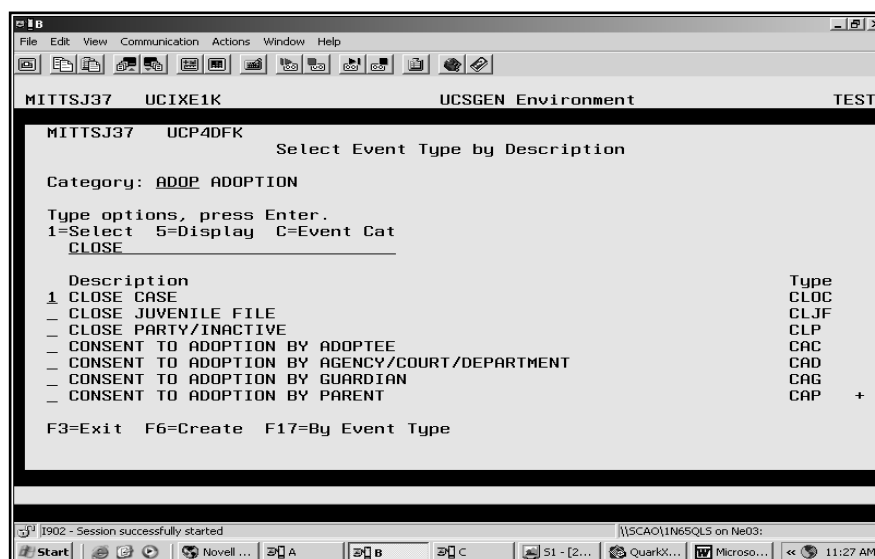 B
File Edit View Communication Actions Window Help
MITTSJ37 UCIXE1K UCSGEN Environment TEST
MITTSJ37 UCP4DFK
Select Event Type by Description
Category: ADOP ADOPTION
Type options, press Enter.
1=Select 5=Display C=Event Cat
CLOSE
Description Type
1 CLOSE CASE CLOC
_ CLOSE JUVENILE FILE CLJF
_ CLOSE PARTY/INACTIVE CLP
_ CONSENT TO ADOPTION BY ADOPTEE CAC
_ CONSENT TO ADOPTION BY AGENCY/COURT/DEPARTMENT CAD
_ CONSENT TO ADOPTION BY GUARDIAN CAG
_ CONSENT TO ADOPTION BY PARENT CAP +
F3=Exit F6=Create F17=By Event Type
I902 - Session successfully started \\SCAO\1N65QLS on Ne03:
Start Novell ... A B C S1 - [2... QuarkX... Microso... « 11:27 AM